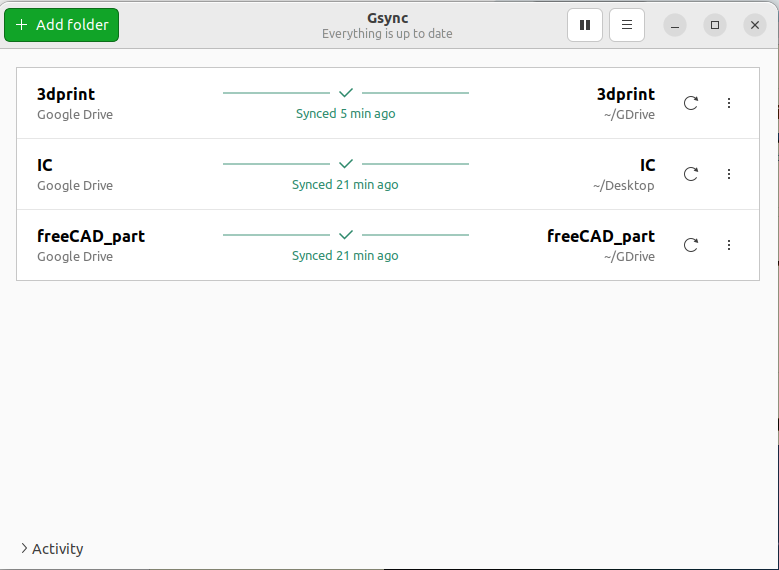 + Add folder
Gsync
Everything is up to date
3dprint
Google Drive
Synced 5 min ago
3dprint
~/GDrive
IC
Google Drive
Synced 21 min ago
IC
~/Desktop
freeCAD_part
Google Drive
Synced 21 min ago
freeCAD_part
~/GDrive
Activity